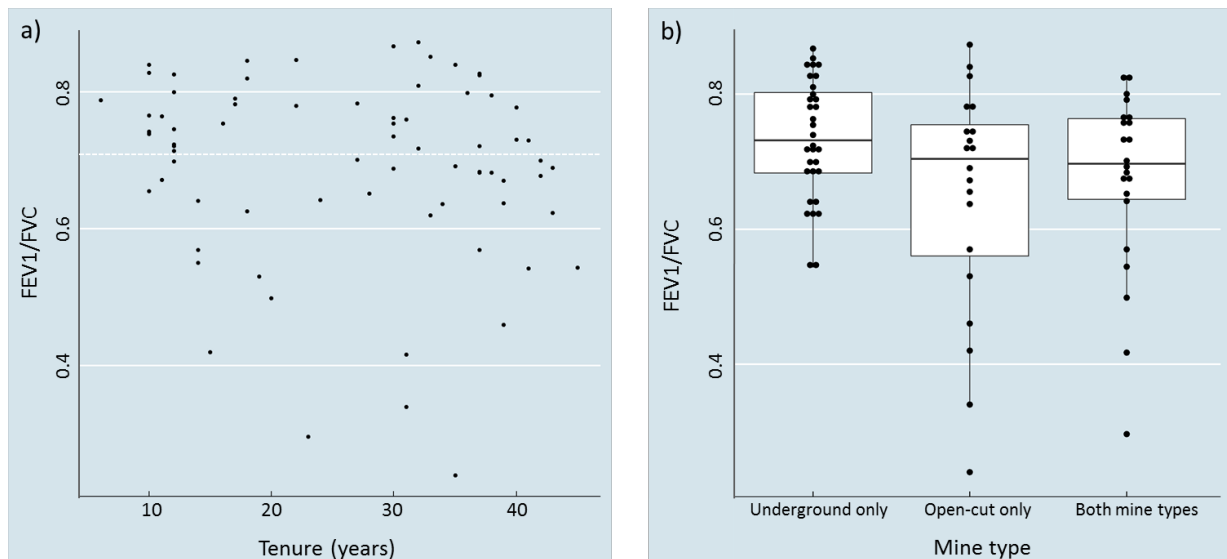 a)
FEV1/FVC
0.8
0.6
0.4
10 20 30 40
Tenure (years)
b)
FEV1/FVC
0.8
0.6
0.4
Underground only Open-cut only Both mine types
Mine type